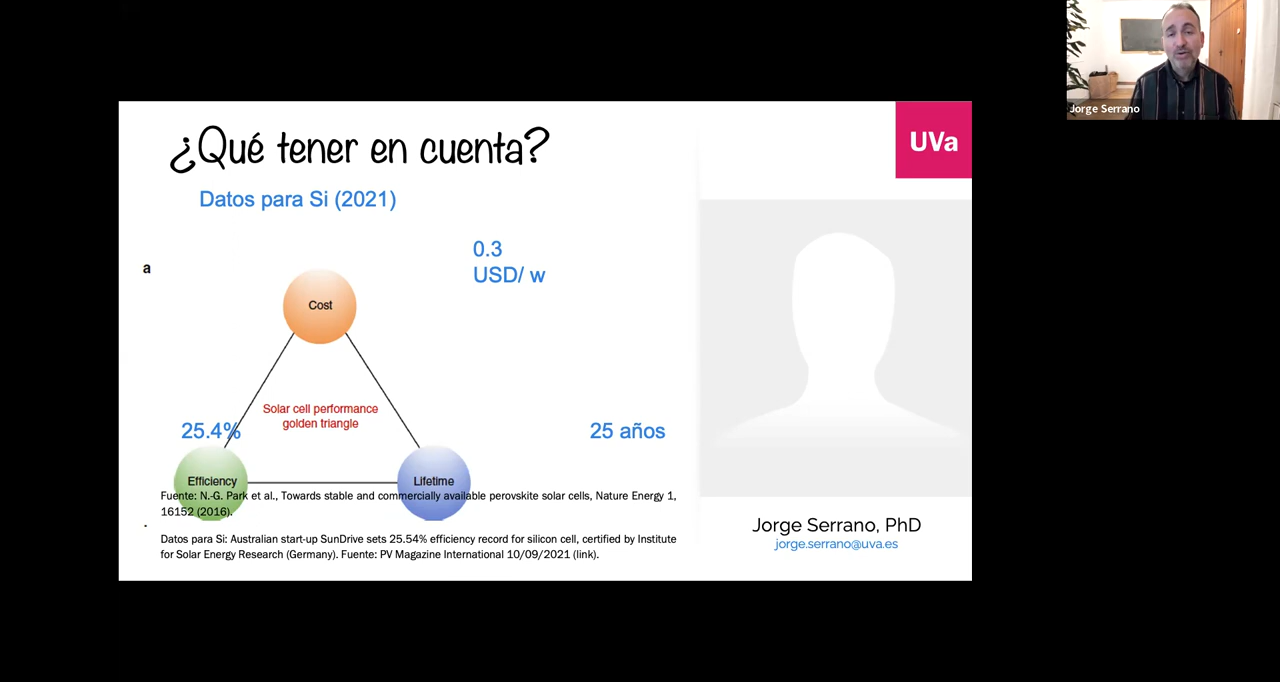 Jorge Serrano
¿Qué tener en cuenta?
UVa
Datos para Si (2021)
0.3
USD/ w
a
Cost
Solar cell performance
golden triangle
25.4%
25 años
Efficiency
Lifetime
Fuente: N.-G. Park et al., Towards stable and commercially available perovskite solar cells, Nature Energy 1,
16152 (2016).
Datos para Si: Australian start-up SunDrive sets 25.54% efficiency record for silicon cell, certified by Institute
for Solar Energy Research (Germany). Fuente: PV Magazine International 10/09/2021 (link).
Jorge Serrano, PhD
jorge.serrano@uva.es